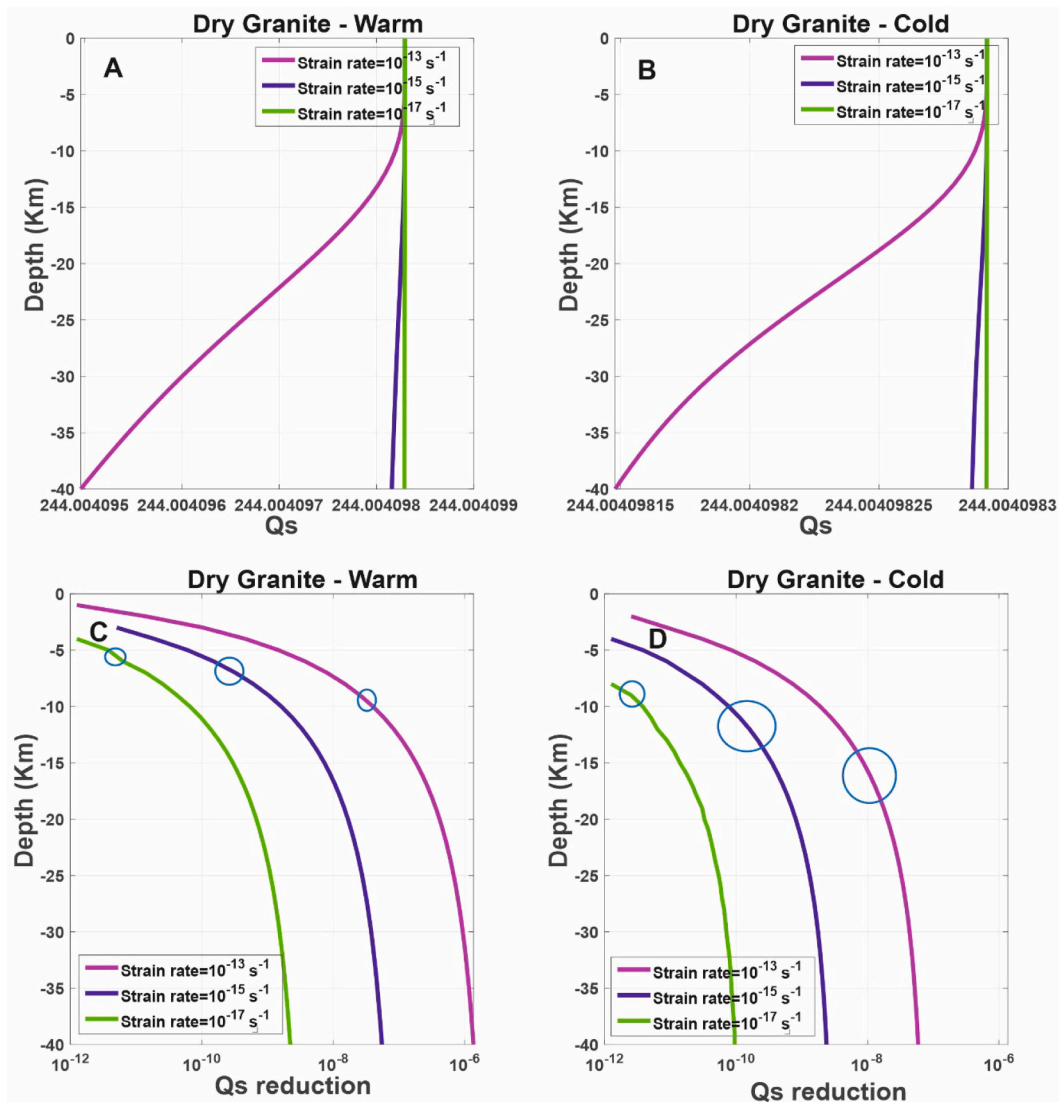 Dry Granite - Warm
A
Strain rate=10⁻¹³ s⁻¹
Strain rate=10⁻¹⁵ s⁻¹
Strain rate=10⁻¹⁷ s⁻¹
0
-5
-10
-15
-20
-25
-30
-35
-40
Depth (Km)
244.004095 244.004096 244.004097 244.004098 244.004099
Qs
Dry Granite - Cold
B
Strain rate=10⁻¹³ s⁻¹
Strain rate=10⁻¹⁵ s⁻¹
Strain rate=10⁻¹⁷ s⁻¹
0
-5
-10
-15
-20
-25
-30
-35
-40
Depth (Km)
244.00409815 244.0040982 244.00409825 244.0040983
Qs
Dry Granite - Warm
C
0
-5
-10
-15
-20
-25
-30
-35
-40
Depth (Km)
Strain rate=10⁻¹³ s⁻¹
Strain rate=10⁻¹⁵ s⁻¹
Strain rate=10⁻¹⁷ s⁻¹
10⁻¹² 10⁻¹⁰ 10⁻⁸ 10⁻⁶
Qs reduction
Dry Granite - Cold
D
0
-5
-10
-15
-20
-25
-30
-35
-40
Depth (Km)
Strain rate=10⁻¹³ s⁻¹
Strain rate=10⁻¹⁵ s⁻¹
Strain rate=10⁻¹⁷ s⁻¹
10⁻¹² 10⁻¹⁰ 10⁻⁸ 10⁻⁶
Qs reduction